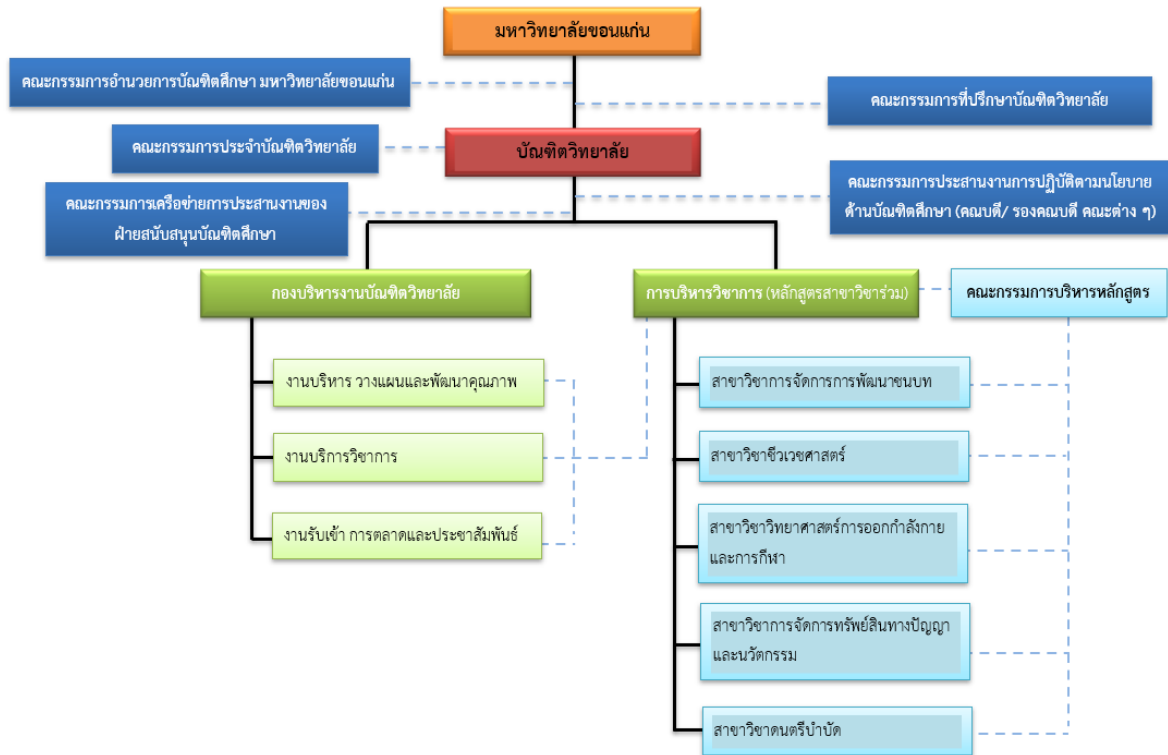 มหาวิทยาลัยขอนแก่น
คณะกรรมการอำนวยการบัณฑิตศึกษา มหาวิทยาลัยขอนแก่น
คณะกรรมการที่ปรึกษาบัณฑิตวิทยาลัย
คณะกรรมการประจำบัณฑิตวิทยาลัย
บัณฑิตวิทยาลัย
คณะกรรมการประสานงานการปฏิบัติตามนโยบาย
ด้านบัณฑิตศึกษา (คณบดี/ รองคณบดี คณะต่าง ๆ)
คณะกรรมการเครือข่ายการประสานงานของ
ฝ่ายสนับสนุนบัณฑิตศึกษา
กองบริหารงานบัณฑิตวิทยาลัย
การบริหารวิชาการ (หลักสูตรสาขาวิชาร่วม)
คณะกรรมการบริหารหลักสูตร
งานบริหาร วางแผนและพัฒนาคุณภาพ
งานบริการวิชาการ
งานรับเข้า การตลาดและประชาสัมพันธ์
สาขาวิชาการจัดการการพัฒนาชนบท
สาขาวิชาชีวเวชศาสตร์
สาขาวิชาวิทยาศาสตร์การออกกำลังกาย
และการกีฬา
สาขาวิชาการจัดการทรัพย์สินทางปัญญา
และนวัตกรรม
สาขาวิชาดนตรีบำบัด